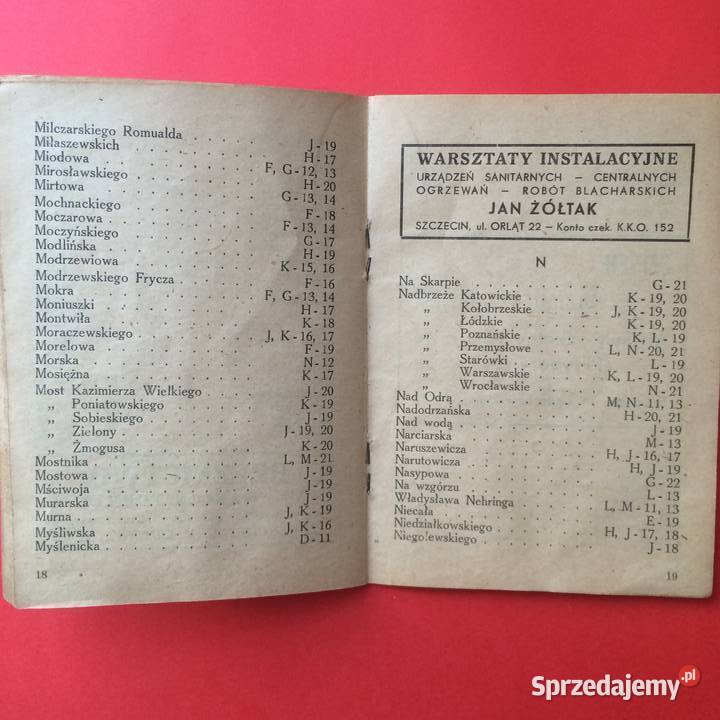 Milczarskiego Romualda . . . . . J - 19
Miłaszewskich . . . . . H - 17
Miodowa . . . . . F, G - 12, 13
Mirosławskiego . . . . . H - 20
Mirtowa . . . . . G - 13, 14
Mochnackiego . . . . . F - 18
Moczarowa . . . . . F - 13, 14
Moczyńskiego . . . . . G - 17
Modlińska . . . . . H - 19
Modrzewiowa . . . . . K - 15, 16
Modrzewskiego Frycza . . . . . F - 16
Mokra . . . . . F, G - 13, 14
Moniuszki . . . . . H - 17
Montwiła . . . . . K - 18
Moraczewskiego . . . . . J, K - 16, 17
Morelowa . . . . . F - 19
Morska . . . . . N - 12
Mosiężna . . . . . K - 17
Most Kazimierza Wielkiego . . . . . J - 20
„ Poniatowskiego . . . . . K - 19
„ Sobieskiego . . . . . J - 19
„ Zielony . . . . . J - 19, 20
„ Żmogusa . . . . . K - 20
Mostnika . . . . . L, M - 21
Mostowa . . . . . J - 19
Mściwoja . . . . . J - 19
Murarska . . . . . J - 19
Murna . . . . . J, K - 19
Myśliwska . . . . . J, K - 16
Myślenicka . . . . . D - 11
18
WARSZTATY INSTALACYJNE
URZĄDZEŃ SANITARNYCH – CENTRALNYCH
OGRZEWAŃ – ROBÓT BLACHARSKICH
JAN ŻÓŁTAK
SZCZECIN, ul. ORLĄT 22 – Konto czek. K.K.O. 152
N
Na Skarpie . . . . . G - 21
Nadbrzeże Katowickie . . . . . K - 19, 20
„ Kołobrzeskie . . . . . J, K - 19, 20
„ Łódzkie . . . . . K - 19, 20
„ Poznańskie . . . . . K, L - 19
„ Przemysłowe . . . . . L, N - 20, 21
„ Starówki . . . . . L - 19
„ Warszawskie . . . . . K, L - 19, 20
„ Wrocławskie . . . . . N - 21
Nad Odrą . . . . . M, N - 11, 13
Nadodrzańska . . . . . H - 20, 21
Nad wodą . . . . . J - 19
Narciarska . . . . . M - 13
Naruszewicza . . . . . H, J - 16, 17
Narutowicza . . . . . H, J - 19
Nasypowa . . . . . G - 22
Na wzgórzu . . . . . L - 13
Władysława Nehringa . . . . . L, M - 11, 13
Niecała . . . . . E - 19
Niedziałkowskiego . . . . . H, J - 17, 18
Niegolewskiego . . . . . J - 18
19
Sprzedajemy.pl